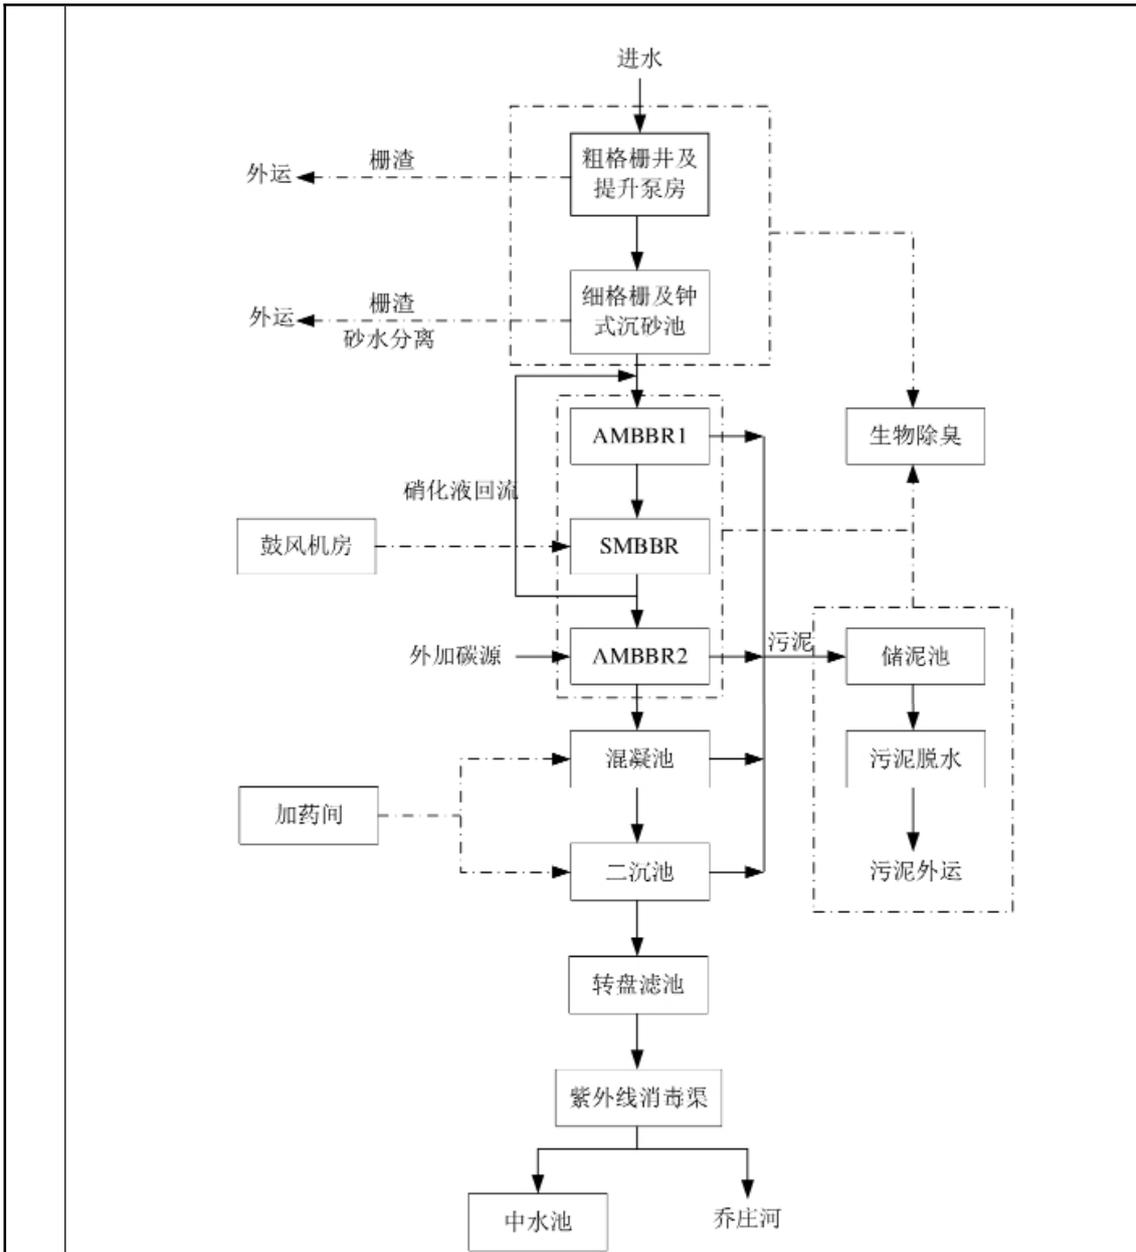 进水
粗格栅井及
提升泵房
栅渣
外运
细格栅及钟
式沉砂池
栅渣
外运
砂水分离
AMBBR1
生物除臭
硝化液回流
鼓风机房
SMBBR
外加碳源
AMBBR2
污泥
储泥池
混凝池
污泥脱水
加药间
二沉池
污泥外运
转盘滤池
紫外线消毒渠
中水池
乔庄河